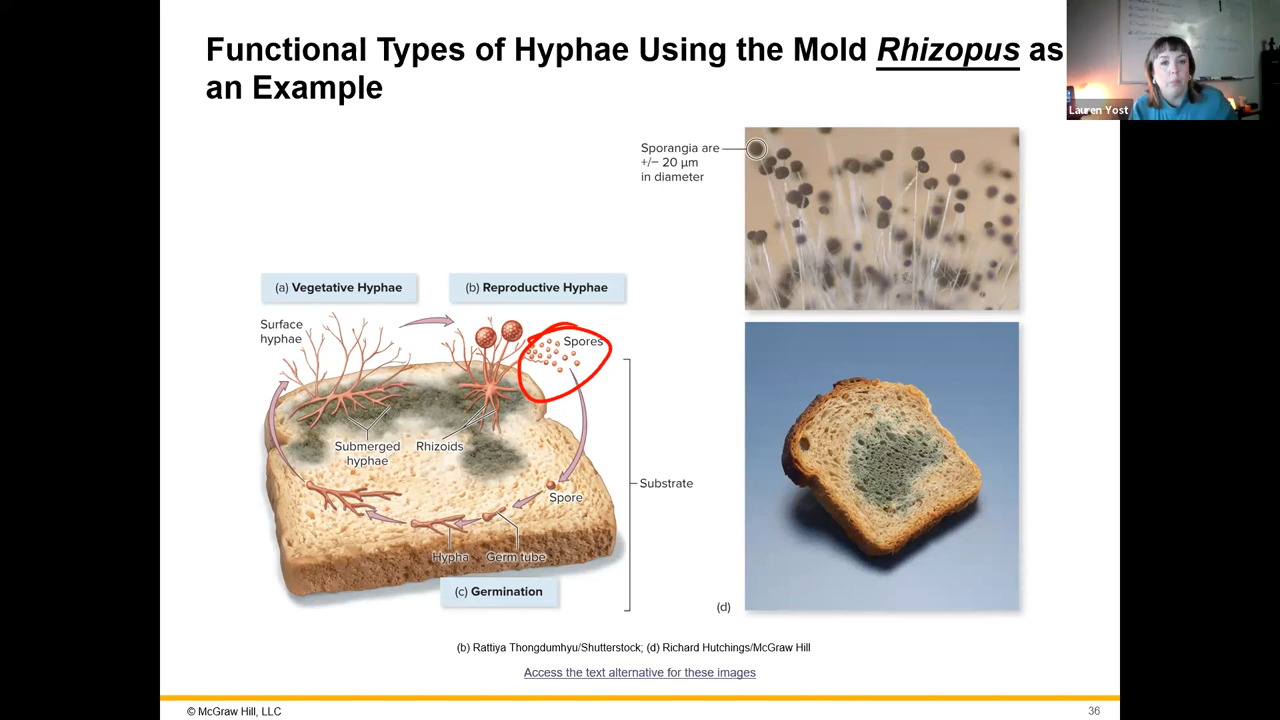 Functional Types of Hyphae Using the Mold Rhizopus as
an Example
Lauren Yost
Sporangia are
+/− 20 µm
in diameter
(a) Vegetative Hyphae
(b) Reproductive Hyphae
Surface
hyphae
Spores
Submerged
hyphae
Rhizoids
Substrate
Spore
Hypha
Germ tube
(c) Germination
(d)
(b) Rattiya Thongdumhyu/Shutterstock; (d) Richard Hutchings/McGraw Hill
Access the text alternative for these images
© McGraw Hill, LLC
36